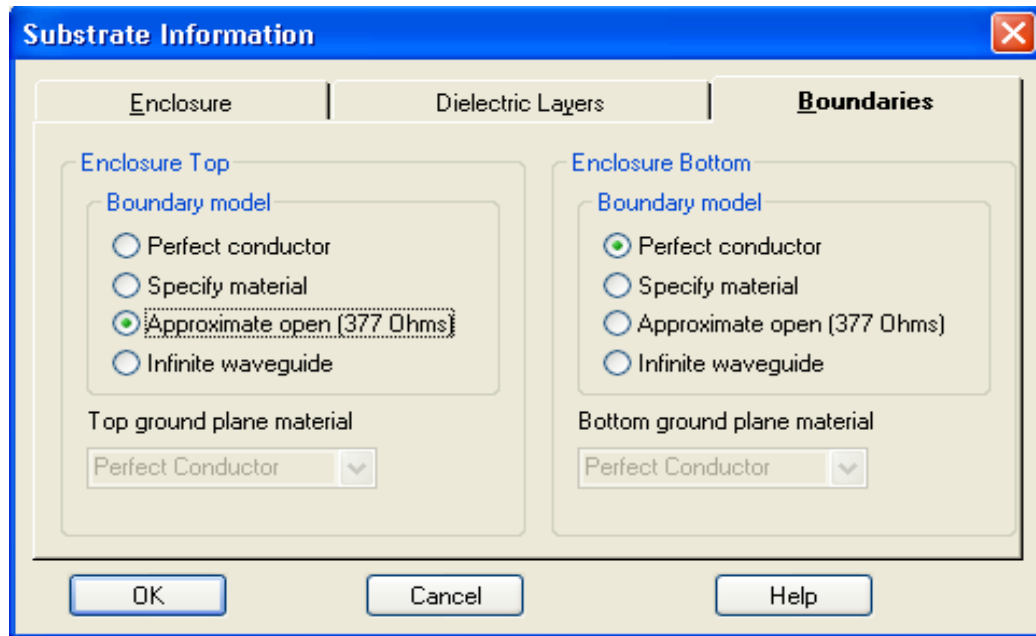 Substrate Information
Enclosure
Dielectric Layers
Boundaries
Enclosure Top
Boundary model
Perfect conductor
Specify material
Approximate open (377 Ohms)
Infinite waveguide
Top ground plane material
Perfect Conductor
Enclosure Bottom
Boundary model
Perfect conductor
Specify material
Approximate open (377 Ohms)
Infinite waveguide
Bottom ground plane material
Perfect Conductor
OK
Cancel
Help